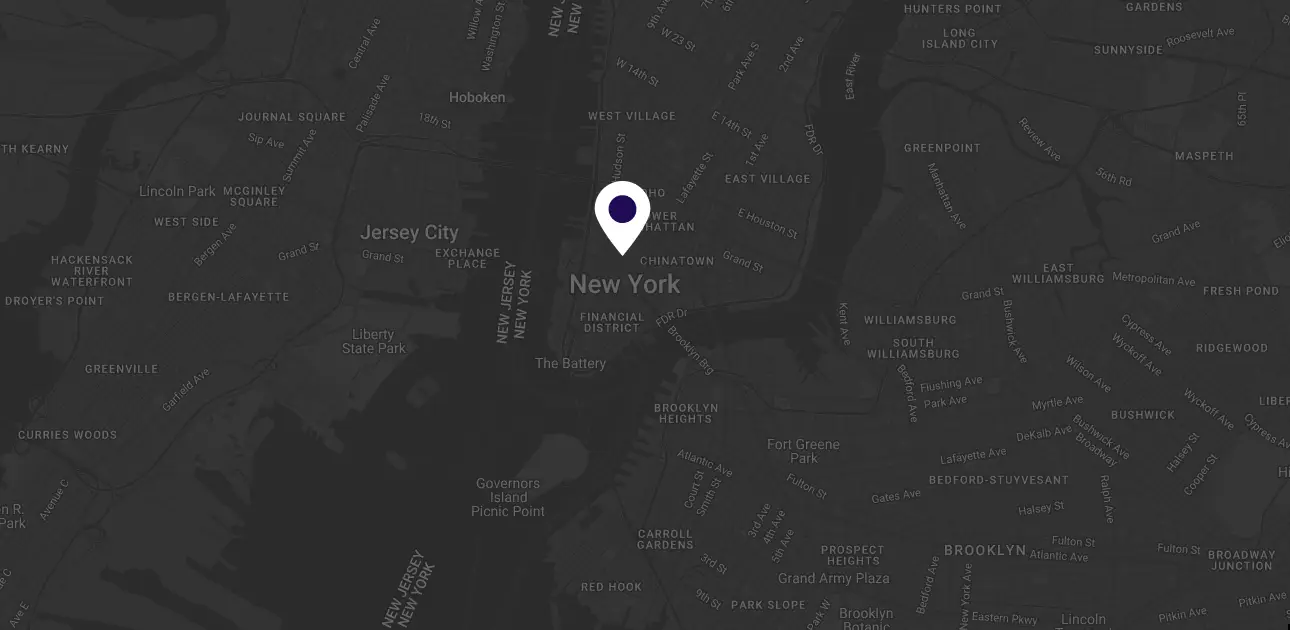 NEW JERSEY
NEW YORK
HUNTERS POINT
GARDENS
Willow Ave
Washington St
Central Ave
9th Ave
W 23 St
LONG
ISLAND CITY
SUNNYSIDE
Roosevelt Ave
2nd Ave
Park Ave S
W 14th St
East River
Hoboken
Palisade Ave
JOURNAL SQUARE
18th St
WEST VILLAGE
E 14th St
65th Pl
Sip Ave
Summit Ave
Hudson St
1st Ave
FDR Dr
Review Ave
TH KEARNY
GREENPOINT
MASPETH
Lafayette St
EAST VILLAGE
56th Rd
Lincoln Park
MCGINLEY
SQUARE
HO
Manhattan Ave
WEST SIDE
WER
HATTAN
E Houston St
Jersey City
Bergen Ave
Grand St
Grand St
EXCHANGE
PLACE
CHINATOWN
Grand St
Grand Ave
HACKENSACK
RIVER
WATERFRONT
New York
EAST
WILLIAMSBURG
Metropolitan Ave
DROYER'S POINT
BERGEN-LAFAYETTE
NEW JERSEY
NEW YORK
Grand St
FRESH POND
FINANCIAL
DISTRICT
FDR Dr
Kent Ave
WILLIAMSBURG
Bushwick Ave
Cypress Ave
Liberty
State Park
Brooklyn Brg
SOUTH
WILLIAMSBURG
Wyckoff Ave
RIDGEWOOD
GREENVILLE
The Battery
Garfield Ave
Bedford Ave
Flushing Ave
Wilson Ave
Park Ave
Myrtle Ave
Wyckoff Ave
BROOKLYN
HEIGHTS
BUSHWICK
CURRIES WOODS
Fort Greene
Park
DeKalb Ave
Bushwick Ave
Broadway
Cypress Ave
Halsey St
Atlantic Ave
Lafayette Ave
Cooper St
Governors
Island
Picnic Point
Court St
Smith St
Fulton St
BEDFORD-STUYVESANT
Gates Ave
Ralph Ave
Avenue C
Park
Halsey St
3rd Ave
4th Ave
5th Ave
CARROLL
GARDENS
PROSPECT
HEIGHTS
BROOKLYN
Fulton St
Atlantic Ave
Fulton St
BROADWAY
JUNCTION
3rd St
NEW JERSEY
NEW YORK
RED HOOK
Grand Army Plaza
Bedford Ave
New York Ave
9th St
PARK SLOPE
Park W
Brooklyn
Botanic
Eastern Pkwy
Lincoln
Pitkin Ave
Pitkin Ave
Ave E